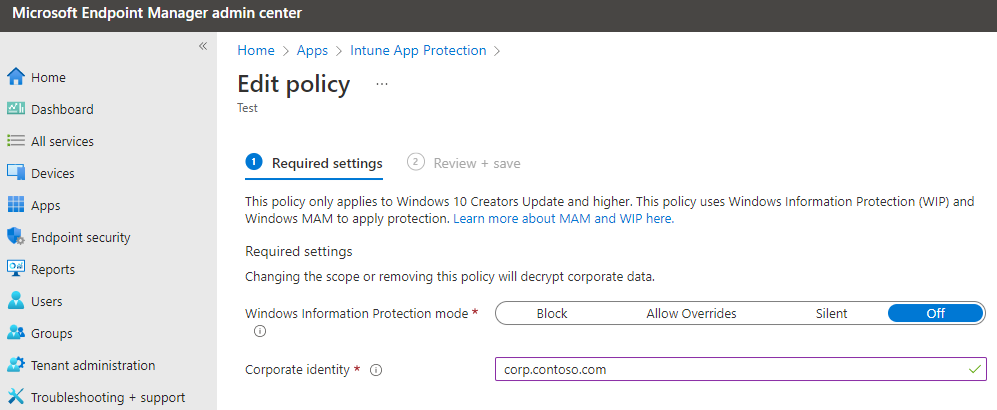 Microsoft Endpoint Manager admin center
«
Home
Dashboard
All services
Devices
Apps
Endpoint security
Reports
Users
Groups
Tenant administration
Troubleshooting + support
Home > Apps > Intune App Protection >
Edit policy ...
Test
1 Required settings 2 Review + save
This policy only applies to Windows 10 Creators Update and higher. This policy uses Windows Information Protection (WIP) and
Windows MAM to apply protection. Learn more about MAM and WIP here.
Required settings
Changing the scope or removing this policy will decrypt corporate data.
Windows Information Protection mode * Block Allow Overrides Silent Off
Corporate identity * corp.contoso.com